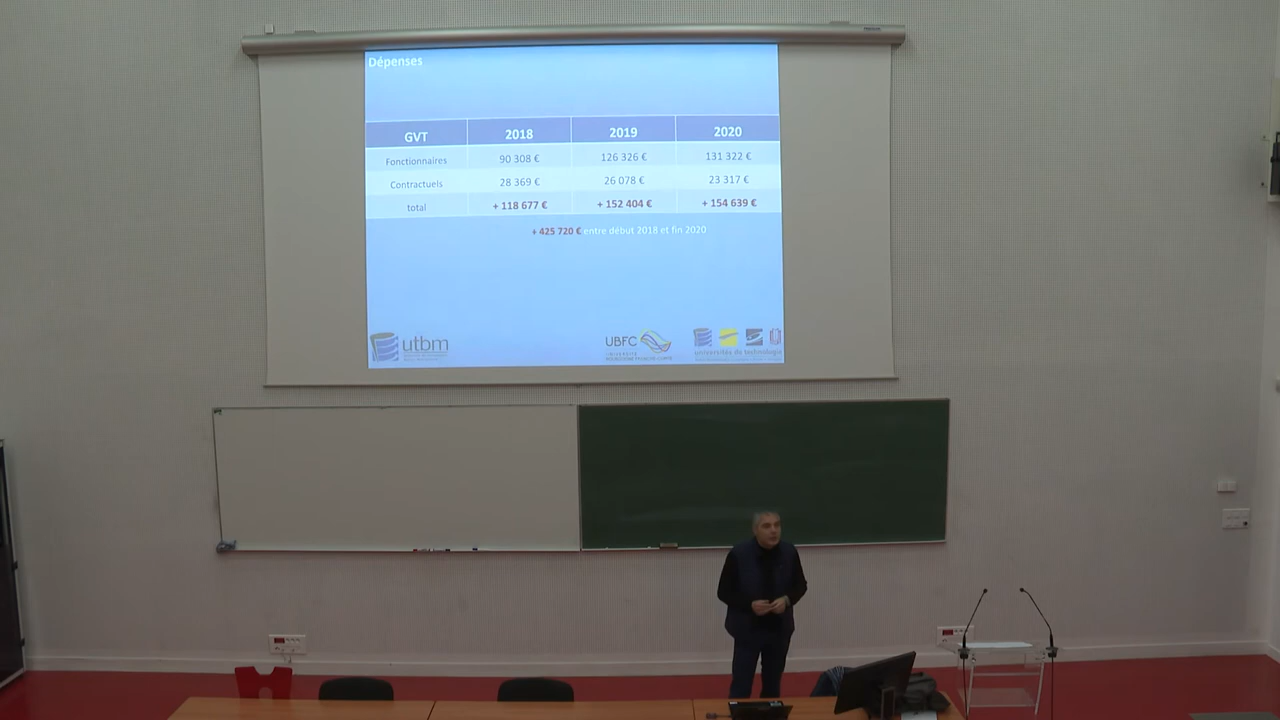 Dépenses
GVT 2018 2019 2020
Fonctionnaires 90 308 € 126 326 € 131 322 €
Contractuels 28 369 € 26 078 € 23 317 €
total + 118 677 € + 152 404 € + 154 639 €
+ 425 720 € entre début 2018 et fin 2020
utbm
UBFC
universités de technologie